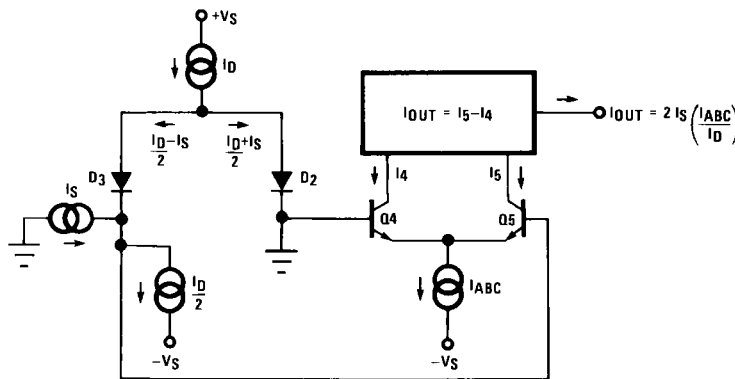 +VS
ID
ID/2 – IS
ID/2 + IS
D3
D2
IS
ID/2
–VS
IOUT = I5 – I4
IOUT = 2 IS (IABC/ID)
I4
I5
Q4
Q5
IABC
–VS